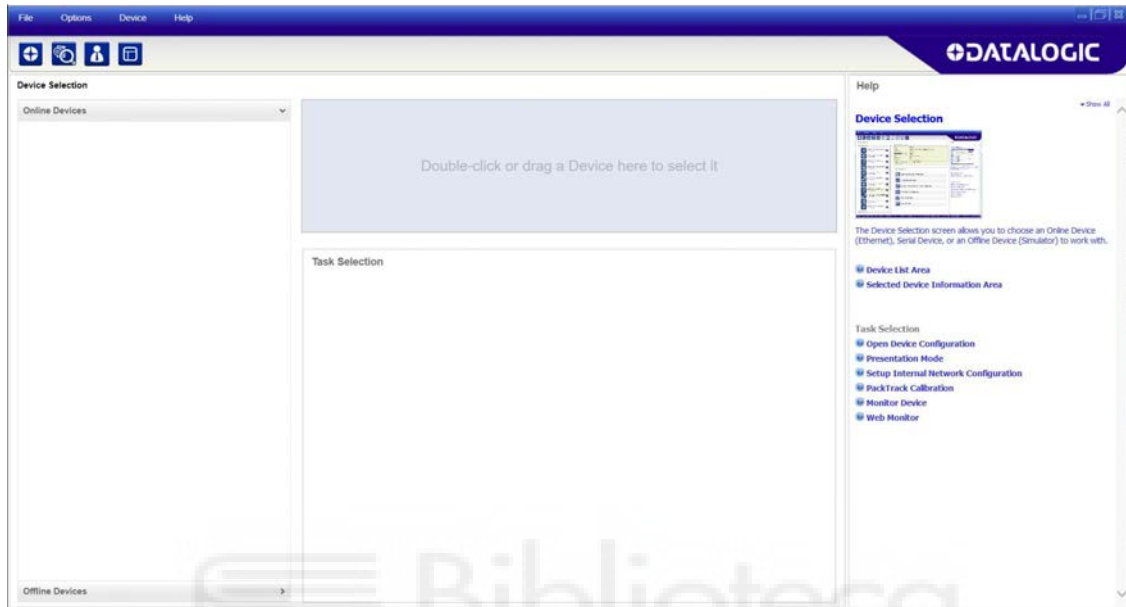 File Options Device Help
DATALOGIC
Device Selection
Online Devices
Double-click or drag a Device here to select it
Task Selection
Offline Devices
Help
Show All
Device Selection
The Device Selection screen allows you to choose an Online Device
(Ethernet), Serial Device, or an Offline Device (Simulator) to work with.
Device List Area
Selected Device Information Area
Task Selection
Open Device Configuration
Presentation Mode
Setup Internal Network Configuration
PackTrack Calibration
Monitor Device
Web Monitor
Biblioteca